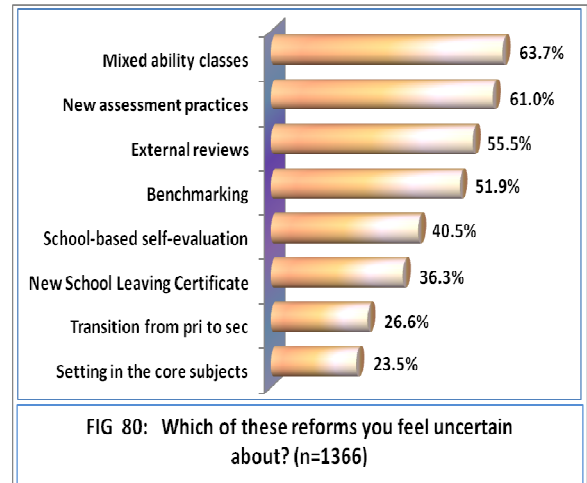 Mixed ability classes 63.7%
New assessment practices 61.0%
External reviews 55.5%
Benchmarking 51.9%
School-based self-evaluation 40.5%
New School Leaving Certificate 36.3%
Transition from pri to sec 26.6%
Setting in the core subjects 23.5%
FIG 80: Which of these reforms you feel uncertain
about? (n=1366)